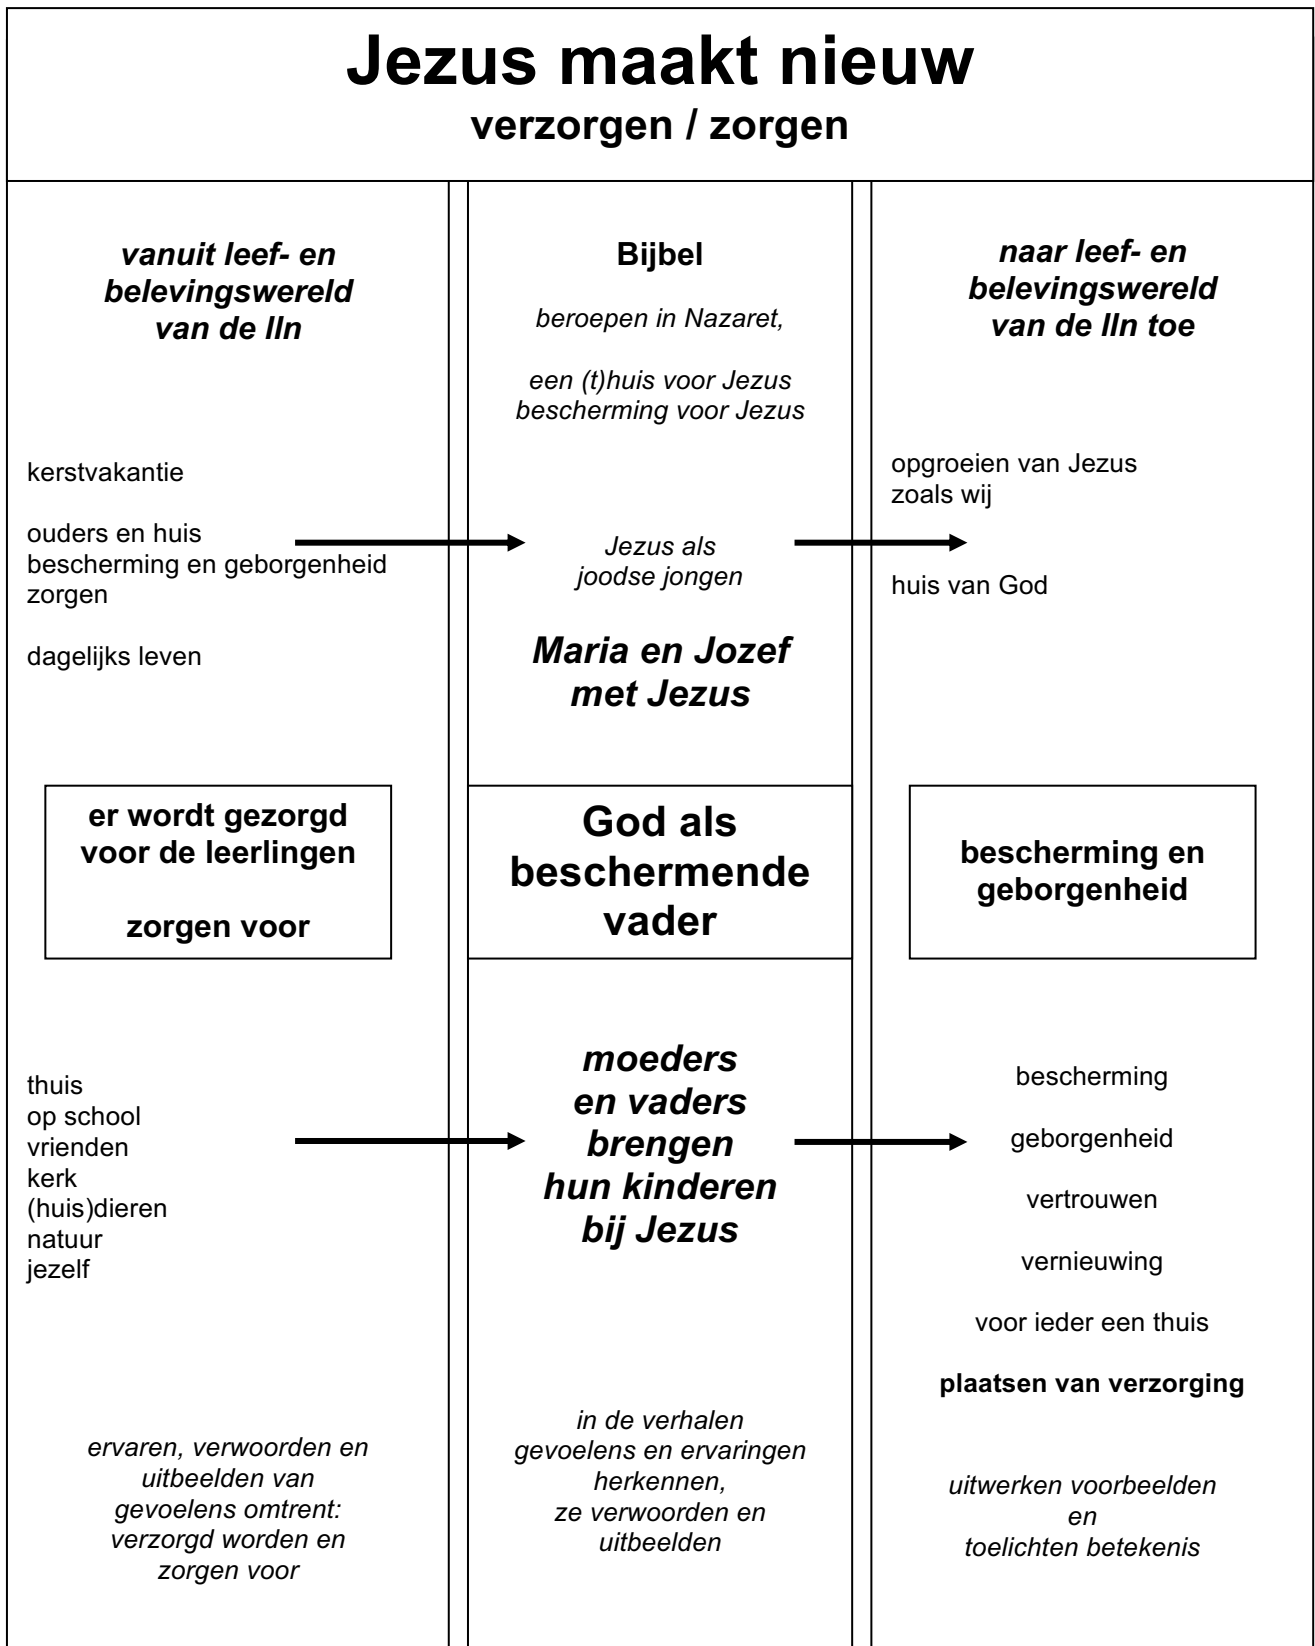 Jezus maakt nieuw
verzorgen / zorgen
vanuit leef- en
belevingswereld
van de lln
kerstvakantie
ouders en huis
bescherming en geborgenheid
zorgen
dagelijks leven
er wordt gezorgd
voor de leerlingen
zorgen voor
thuis
op school
vrienden
kerk
(huis)dieren
natuur
jezelf
ervaren, verwoorden en
uitbeelden van
gevoelens omtrent:
verzorgd worden en
zorgen voor
Bijbel
beroepen in Nazaret,
een (t)huis voor Jezus
bescherming voor Jezus
Jezus als
joodse jongen
Maria en Jozef
met Jezus
God als
beschermende
vader
moeders
en vaders
brengen
hun kinderen
bij Jezus
in de verhalen
gevoelens en ervaringen
herkennen,
ze verwoorden en
uitbeelden
naar leef- en
belevingswereld
van de lln toe
opgroeien van Jezus
zoals wij
huis van God
bescherming en
geborgenheid
bescherming
geborgenheid
vertrouwen
vernieuwing
voor ieder een thuis
plaatsen van verzorging
uitwerken voorbeelden
en
toelichten betekenis